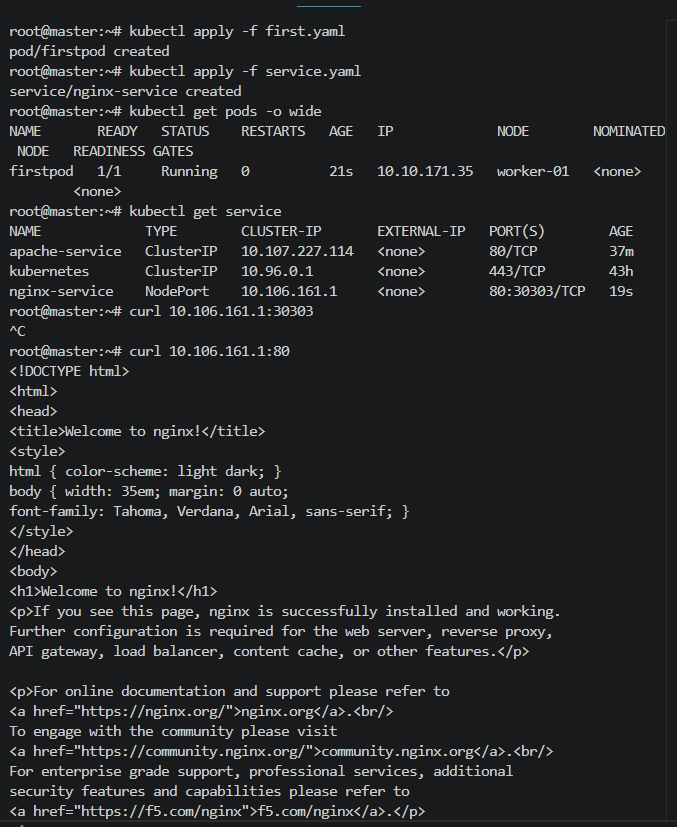 root@master:~# kubectl apply -f first.yaml
pod/firstpod created
root@master:~# kubectl apply -f service.yaml
service/nginx-service created
root@master:~# kubectl get pods -o wide
NAME       READY   STATUS    RESTARTS   AGE   IP             NODE        NOMINATED
 NODE   READINESS GATES
firstpod   1/1     Running   0          21s   10.10.171.35   worker-01   <none>
        <none>
root@master:~# kubectl get service
NAME             TYPE        CLUSTER-IP       EXTERNAL-IP   PORT(S)        AGE
apache-service   ClusterIP   10.107.227.114   <none>        80/TCP         37m
kubernetes       ClusterIP   10.96.0.1        <none>        443/TCP        43h
nginx-service    NodePort    10.106.161.1     <none>        80:30303/TCP   19s
root@master:~# curl 10.106.161.1:30303
^C
root@master:~# curl 10.106.161.1:80
<!DOCTYPE html>
<html>
<head>
<title>Welcome to nginx!</title>
<style>
html { color-scheme: light dark; }
body { width: 35em; margin: 0 auto;
font-family: Tahoma, Verdana, Arial, sans-serif; }
</style>
</head>
<body>
<h1>Welcome to nginx!</h1>
<p>If you see this page, nginx is successfully installed and working.
Further configuration is required for the web server, reverse proxy,
API gateway, load balancer, content cache, or other features.</p>

<p>For online documentation and support please refer to
<a href="https://nginx.org/">nginx.org</a>.<br/>
To engage with the community please visit
<a href="https://community.nginx.org/">community.nginx.org</a>.<br/>
For enterprise grade support, professional services, additional
security features and capabilities please refer to
<a href="https://f5.com/nginx">f5.com/nginx</a>.</p>